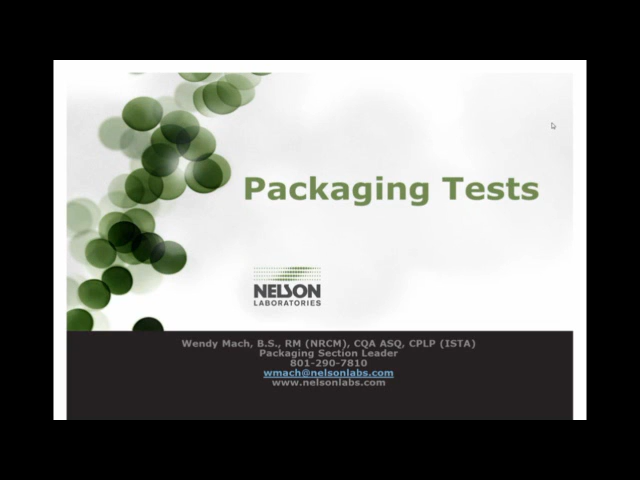 Packaging Tests
NELSON
LABORATORIES
Wendy Mach, B.S., RM (NRCM), CQA ASQ, CPLP (ISTA)
Packaging Section Leader
801-290-7810
wmach@nelsonlabs.com
www.nelsonlabs.com